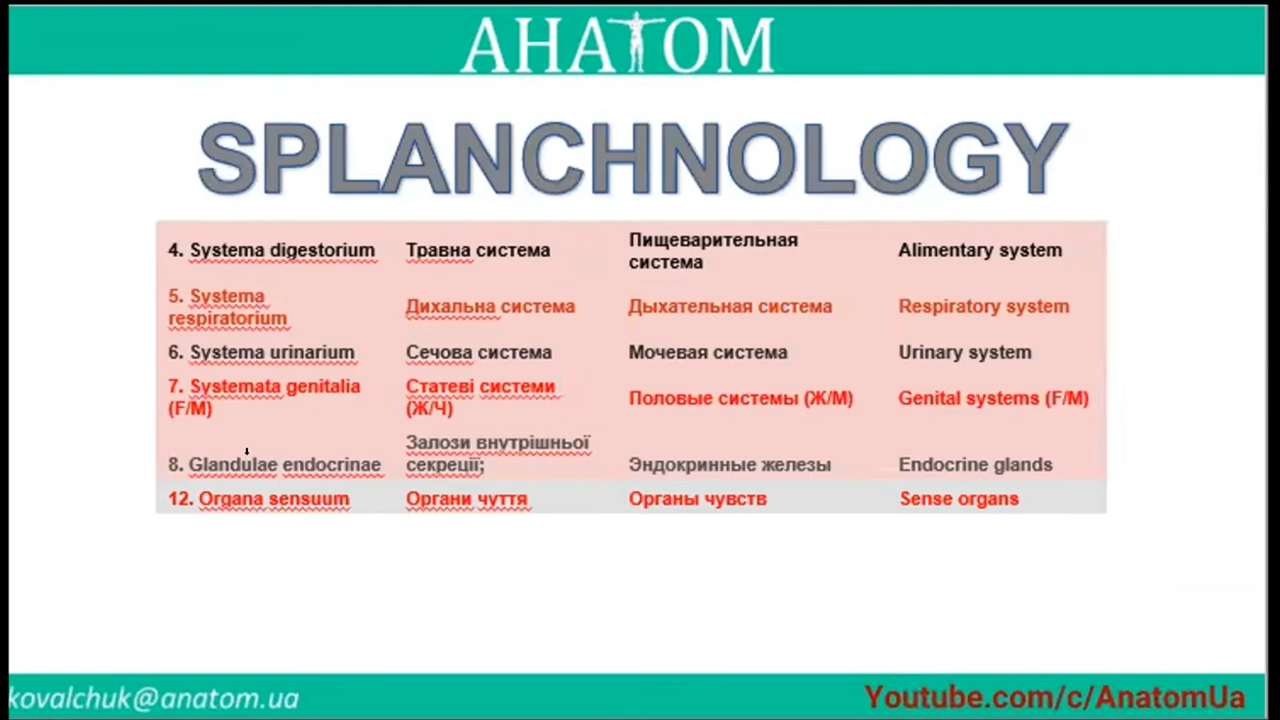 АНАТОМ
SPLANCHNOLOGY
4. Systema digestorium
Травна система
Пищеварительная
система
Alimentary system
5. Systema
respiratorium
Дихальна система
Дыхательная система
Respiratory system
6. Systema urinarium
Сечова система
Мочевая система
Urinary system
7. Systemata genitalia
(F/M)
Статеві системи
(Ж/Ч)
Половые системы (Ж/М)
Genital systems (F/M)
8. Glandulae endocrinae
Залози внутрішньої
секреції;
Эндокринные железы
Endocrine glands
12. Organa sensuum
Органи чуття
Органы чувств
Sense organs
kovalchuk@anatom.ua
Youtube.com/c/AnatomUa